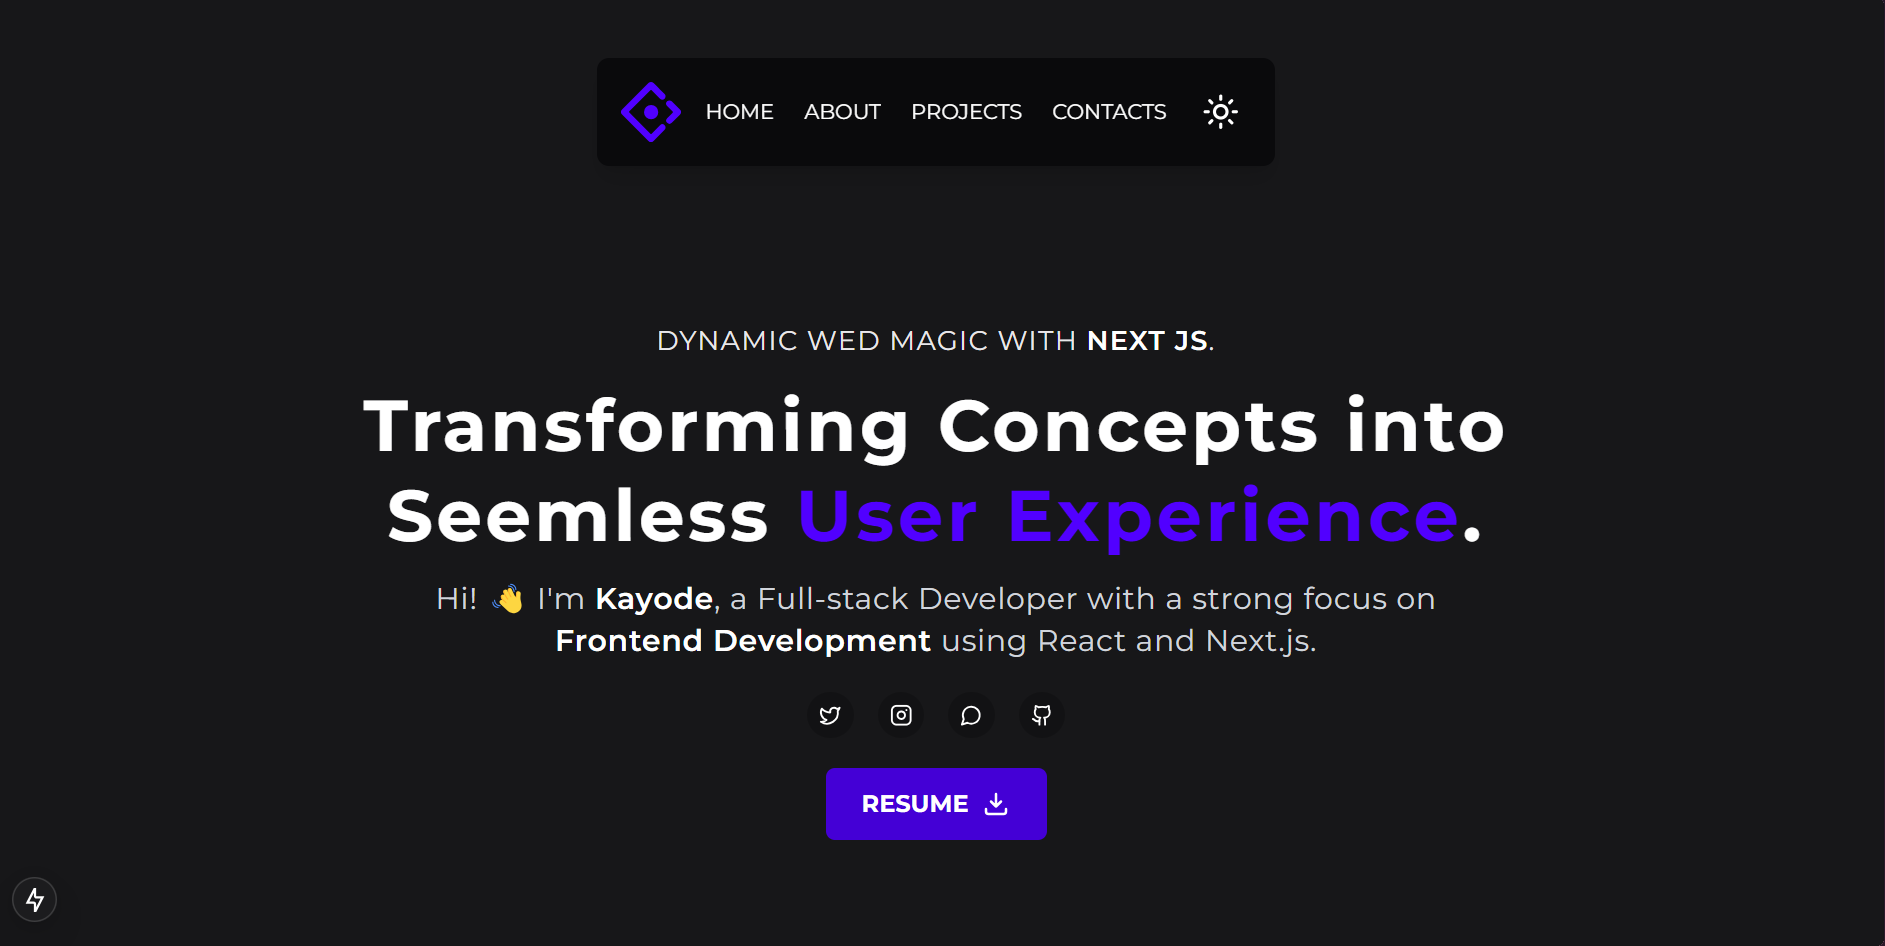 HOME ABOUT PROJECTS CONTACTS
DYNAMIC WED MAGIC WITH NEXT JS.
Transforming Concepts into
Seemless User Experience.
Hi! 👋 I'm Kayode, a Full-stack Developer with a strong focus on
Frontend Development using React and Next.js.
RESUME